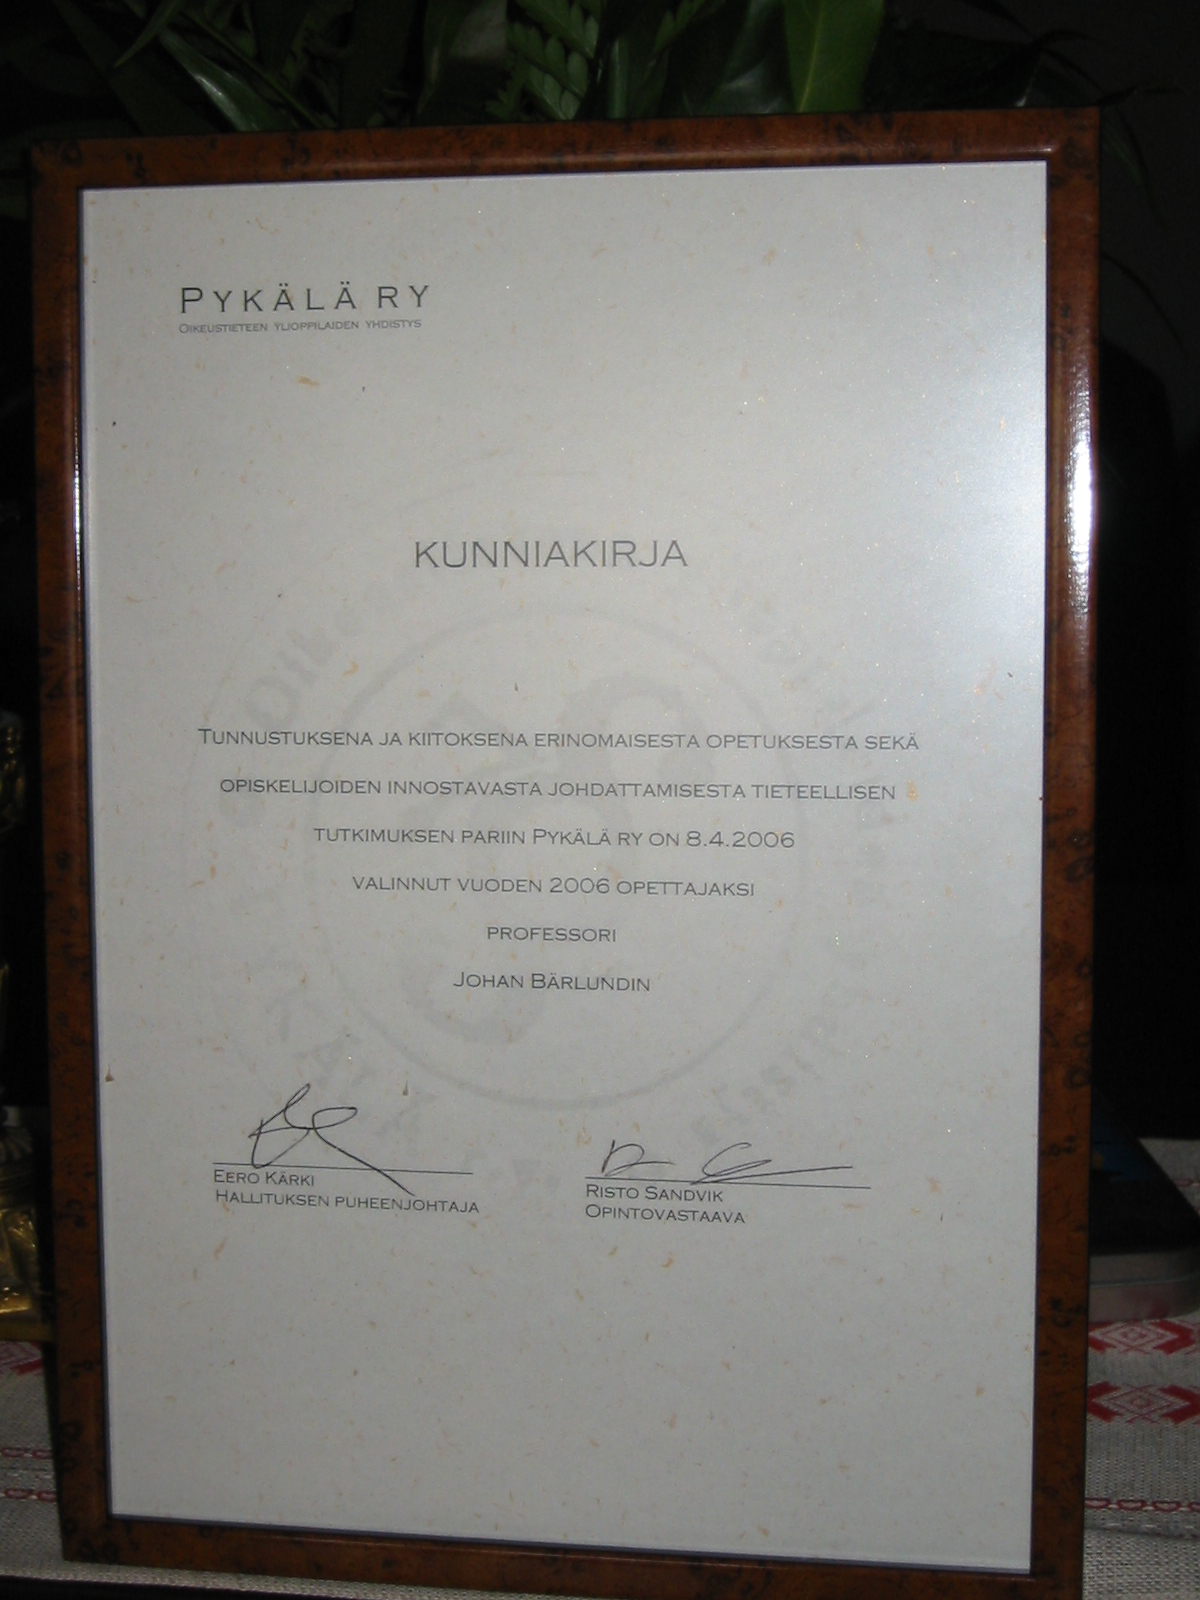 PYKÄLÄ RY
OIKEUSTIETEEN YLIOPPILAIDEN YHDISTYS
KUNNIAKIRJA
TUNNUSTUKSENA JA KIITOKSENA ERINOMAISESTA OPETUKSESTA SEKÄ
OPISKELIJOIDEN INNOSTAVASTA JOHDATTAMISESTA TIETEELLISEN
TUTKIMUKSEN PARIIN PYKÄLÄ RY ON 8.4.2006
VALINNUT VUODEN 2006 OPETTAJAKSI
PROFESSORI
JOHAN BÄRLUNDIN
EERO KÄRKI
HALLITUKSEN PUHEENJOHTAJA
RISTO SANDVIK
OPINTOVASTAAVA